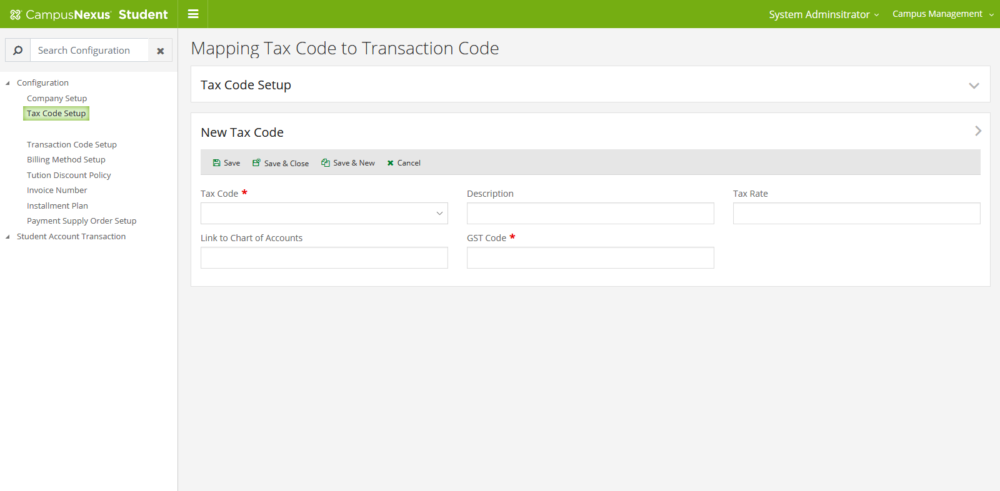 CampusNexus® Student
System Adminsitrator
Campus Management
Search Configuration
Configuration
Company Setup
Tax Code Setup
Transaction Code Setup
Billing Method Setup
Tution Discount Policy
Invoice Number
Installment Plan
Payment Supply Order Setup
Student Account Transaction
Mapping Tax Code to Transaction Code
Tax Code Setup
New Tax Code
Save
Save & Close
Save & New
Cancel
Tax Code *
Description
Tax Rate
Link to Chart of Accounts
GST Code *